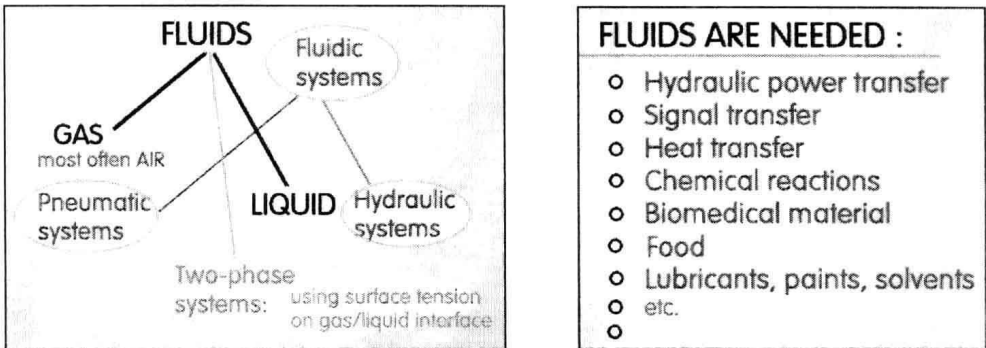 FLUIDS
Fluidic
systems
GAS
most often AIR
Pneumatic
systems
LIQUID
Hydraulic
systems
Two-phase
systems: using surface tension
on gas/liquid interface
FLUIDS ARE NEEDED :
o Hydraulic power transfer
o Signal transfer
o Heat transfer
o Chemical reactions
o Biomedical material
o Food
o Lubricants, paints, solvents
o etc.
o